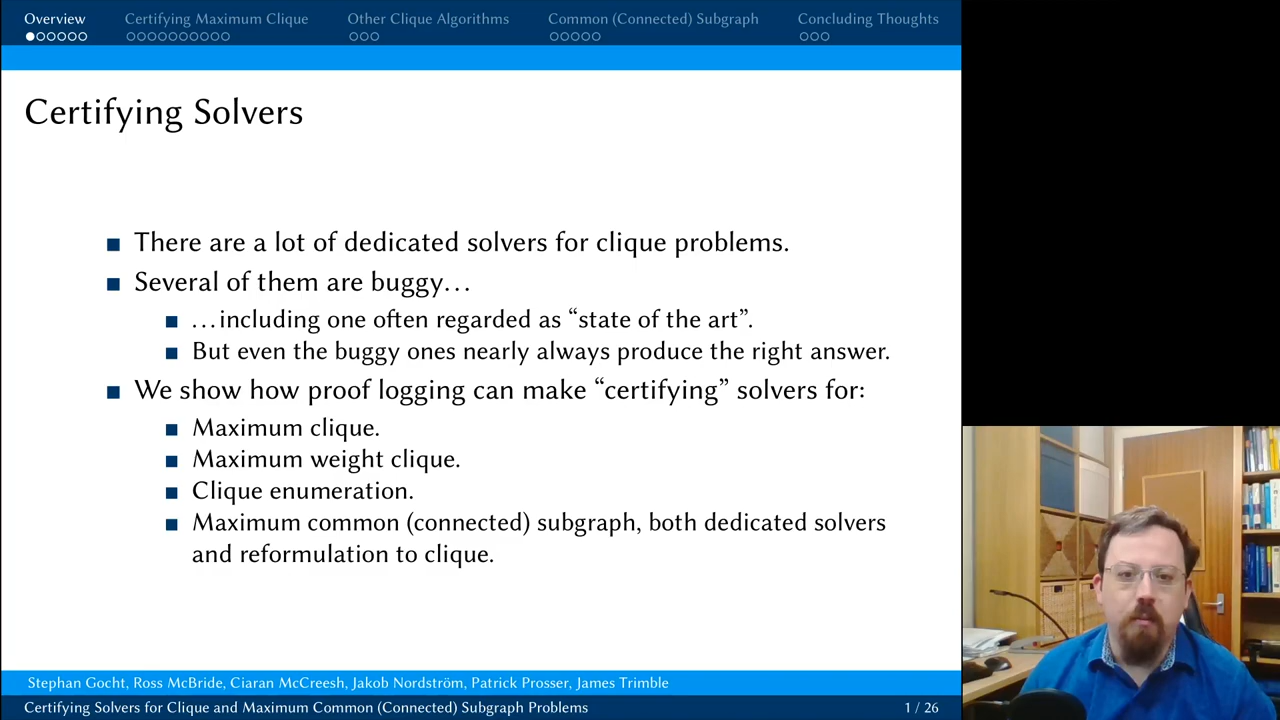 Overview
Certifying Maximum Clique
Other Clique Algorithms
Common (Connected) Subgraph
Concluding Thoughts
Certifying Solvers
There are a lot of dedicated solvers for clique problems.
Several of them are buggy…
…including one often regarded as “state of the art”.
But even the buggy ones nearly always produce the right answer.
We show how proof logging can make “certifying” solvers for:
Maximum clique.
Maximum weight clique.
Clique enumeration.
Maximum common (connected) subgraph, both dedicated solvers
and reformulation to clique.
Stephan Gocht, Ross McBride, Ciaran McCreesh, Jakob Nordström, Patrick Prosser, James Trimble
Certifying Solvers for Clique and Maximum Common (Connected) Subgraph Problems
1 / 26